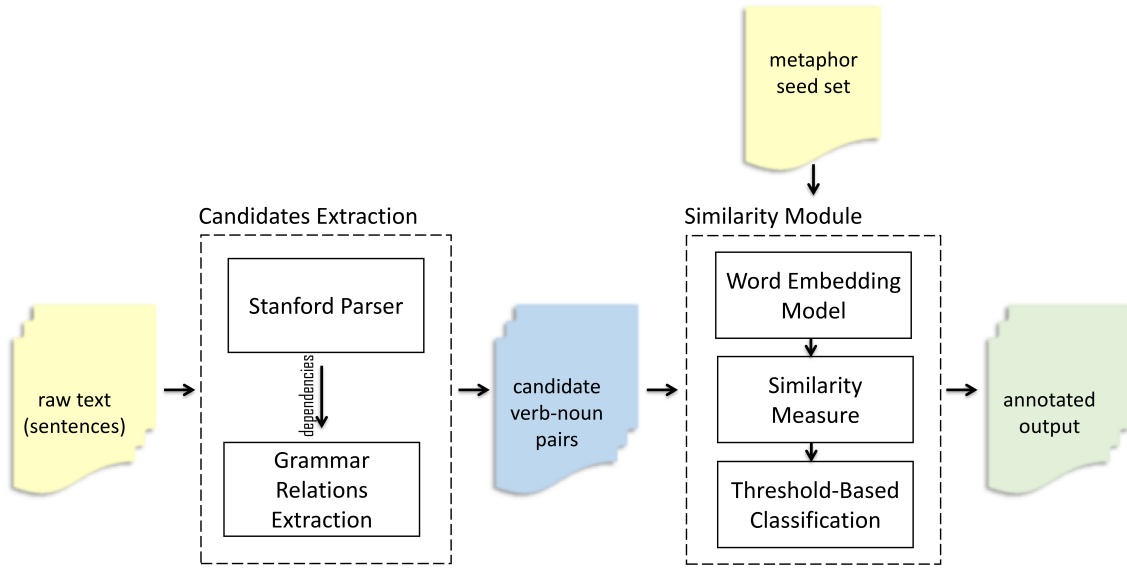 metaphor
seed set
Candidates Extraction
Similarity Module
Stanford Parser
dependencies
Grammar
Relations
Extraction
Word Embedding
Model
Similarity
Measure
Threshold-Based
Classification
raw text
(sentences)
candidate
verb-noun
pairs
annotated
output